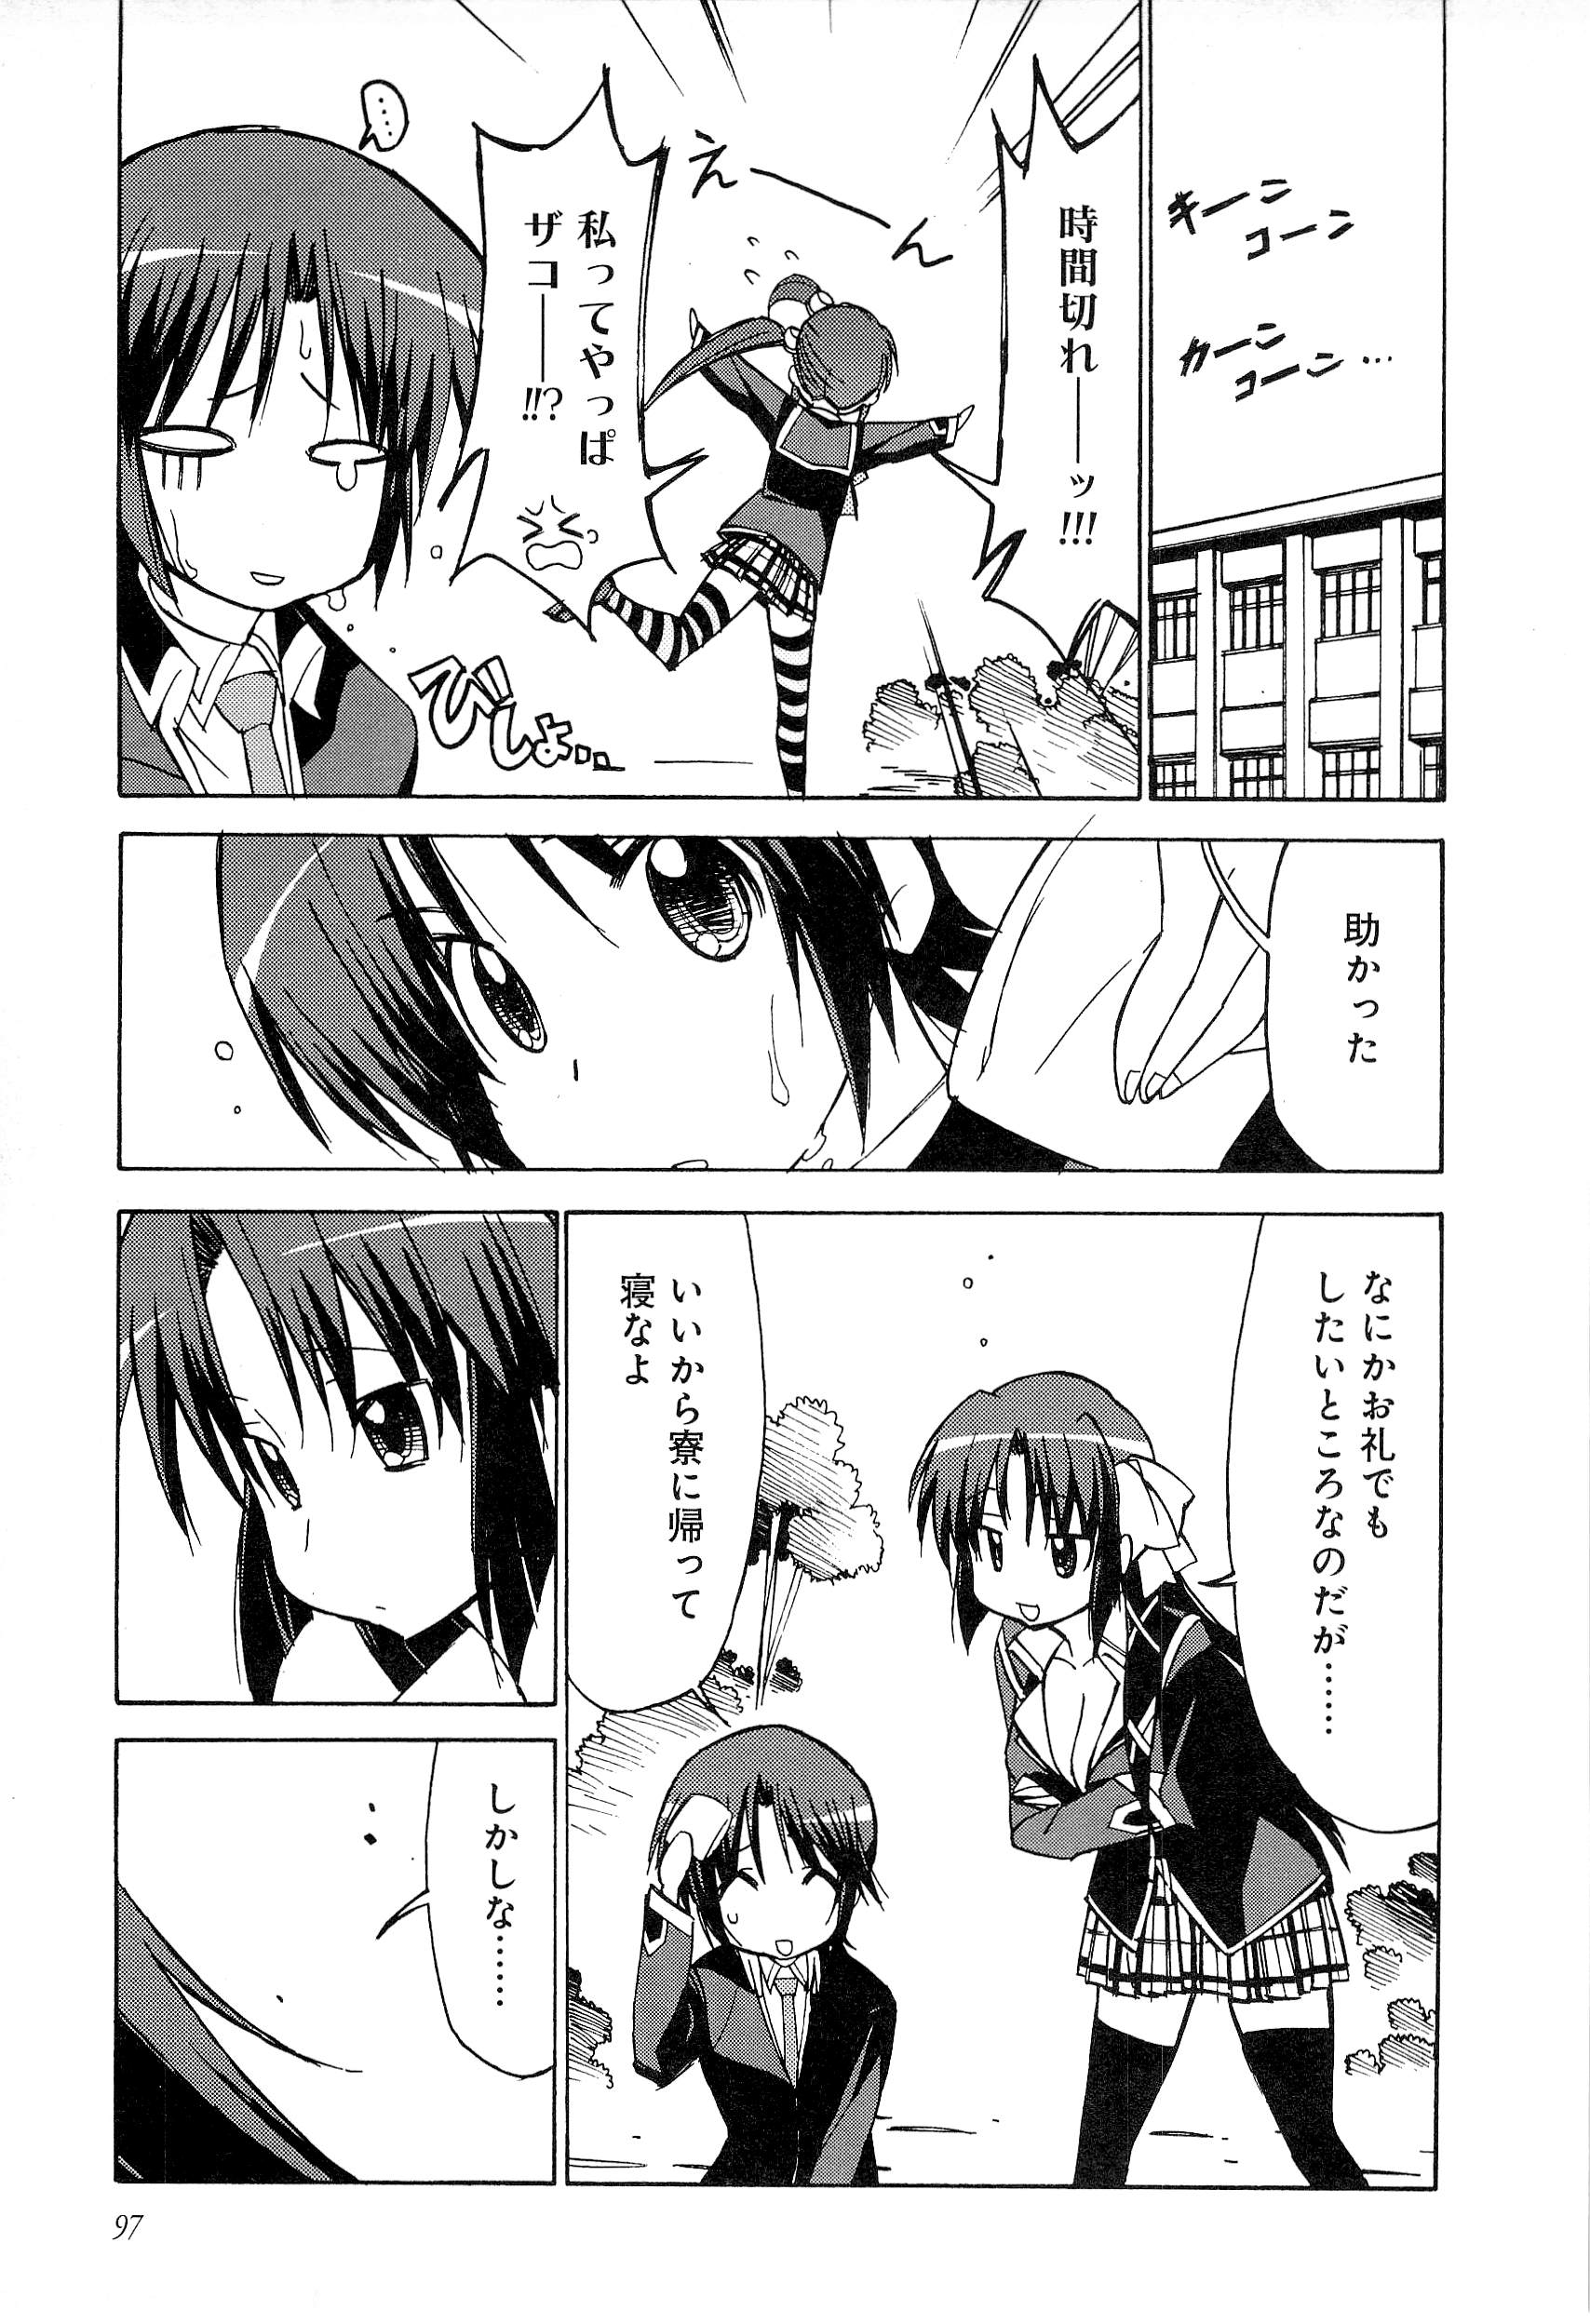 キーン
コーン
カーン
コーン…
時間切れ――ッ!!!
えーーん
私ってやっぱ
ザコ――!!?
……
びしょ…
助かった
なにかお礼でも
したいところなのだが……
いいから寮に帰って
寝なよ
しかしな……
97